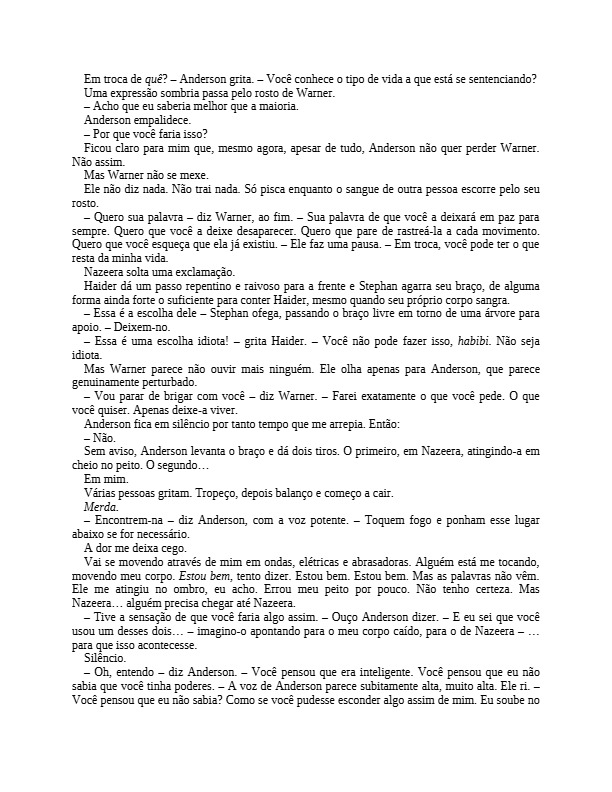 Em troca de quê? – Anderson grita. – Você conhece o tipo de vida a que está se sentenciando?
Uma expressão sombria passa pelo rosto de Warner.
– Acho que eu saberia melhor que a maioria.
Anderson empalidece.
– Por que você faria isso?
Ficou claro para mim que, mesmo agora, apesar de tudo, Anderson não quer perder Warner.
Não assim.
Mas Warner não se mexe.
Ele não diz nada. Não trai nada. Só pisca enquanto o sangue de outra pessoa escorre pelo seu
rosto.
– Quero sua palavra – diz Warner, ao fim. – Sua palavra de que você a deixará em paz para
sempre. Quero que você a deixe desaparecer. Quero que pare de rastreá-la a cada movimento.
Quero que você esqueça que ela já existiu. – Ele faz uma pausa. – Em troca, você pode ter o que
resta da minha vida.
Nazeera solta uma exclamação.
Haider dá um passo repentino e raivoso para a frente e Stephan agarra seu braço, de alguma
forma ainda forte o suficiente para conter Haider, mesmo quando seu próprio corpo sangra.
– Essa é a escolha dele – Stephan ofega, passando o braço livre em torno de uma árvore para
apoio. – Deixem-no.
– Essa é uma escolha idiota! – grita Haider. – Você não pode fazer isso, habibi. Não seja
idiota.
Mas Warner parece não ouvir mais ninguém. Ele olha apenas para Anderson, que parece
genuinamente perturbado.
– Vou parar de brigar com você – diz Warner. – Farei exatamente o que você pede. O que
você quiser. Apenas deixe-a viver.
Anderson fica em silêncio por tanto tempo que me arrepia. Então:
– Não.
Sem aviso, Anderson levanta o braço e dá dois tiros. O primeiro, em Nazeera, atingindo-a em
cheio no peito. O segundo…
Em mim.
Várias pessoas gritam. Tropeço, depois balanço e começo a cair.
Merda.
– Encontrem-na – diz Anderson, com a voz potente. – Toquem fogo e ponham esse lugar
abaixo se for necessário.
A dor me deixa cego.
Vai se movendo através de mim em ondas, elétricas e abrasadoras. Alguém está me tocando,
movendo meu corpo. Estou bem, tento dizer. Estou bem. Estou bem. Mas as palavras não vêm.
Ele me atingiu no ombro, eu acho. Errou meu peito por pouco. Não tenho certeza. Mas
Nazeera… alguém precisa chegar até Nazeera.
– Tive a sensação de que você faria algo assim. – Ouço Anderson dizer. – E eu sei que você
usou um desses dois… – imagino-o apontando para o meu corpo caído, para o de Nazeera – …
para que isso acontecesse.
Silêncio.
– Oh, entendo – diz Anderson. – Você pensou que era inteligente. Você pensou que eu não
sabia que você tinha poderes. – A voz de Anderson parece subitamente alta, muito alta. Ele ri. –
Você pensou que eu não sabia? Como se você pudesse esconder algo assim de mim. Eu soube no